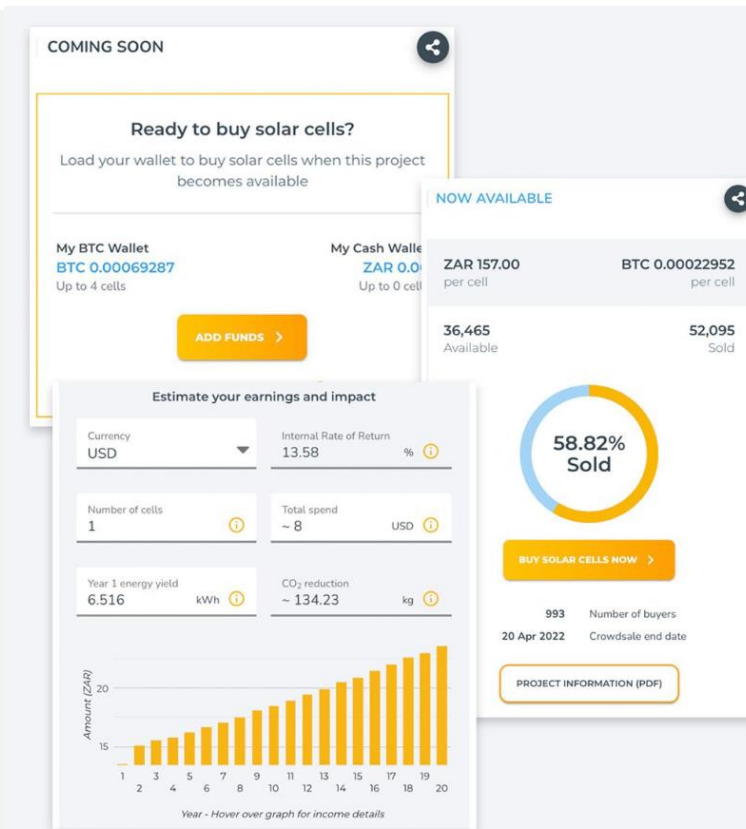 COMING SOON
Ready to buy solar cells?
Load your wallet to buy solar cells when this project
becomes available
My BTC Wallet
BTC 0.00069287
Up to 4 cells
My Cash
ZAR
Up to 0
ADD FUNDS
NOW AVAILABLE
ZAR 157.00
per cell
BTC 0.00022952
per cell
36,465
Available
52,095
Sold
58.82%
Sold
BUY SOLAR CELLS NOW
993 Number of buyers
20 Apr 2022 Crowdsale end date
PROJECT INFORMATION (PDF)
Estimate your earnings and impact
Currency
USD
Internal Rate of Return
13.58 %
Number of cells
1
Total spend
~ 8 USD
Year 1 energy yield
6.516 kWh
CO₂ reduction
~ 134.23 kg
Amount (ZAR)
20
15
1 3 5 7 9 11 13 15 17 19
2 4 6 8 10 12 14 16 18 20
Year - Hover over graph for income details